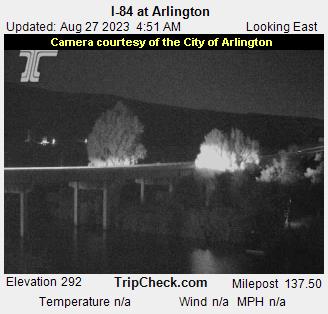 I-84 at Arlington
Updated: Aug 27 2023 4:51 AM Looking East
Camera courtesy of the City of Arlington
Elevation 292 TripCheck.com Milepost 137.50
Temperature n/a Wind n/a MPH n/a